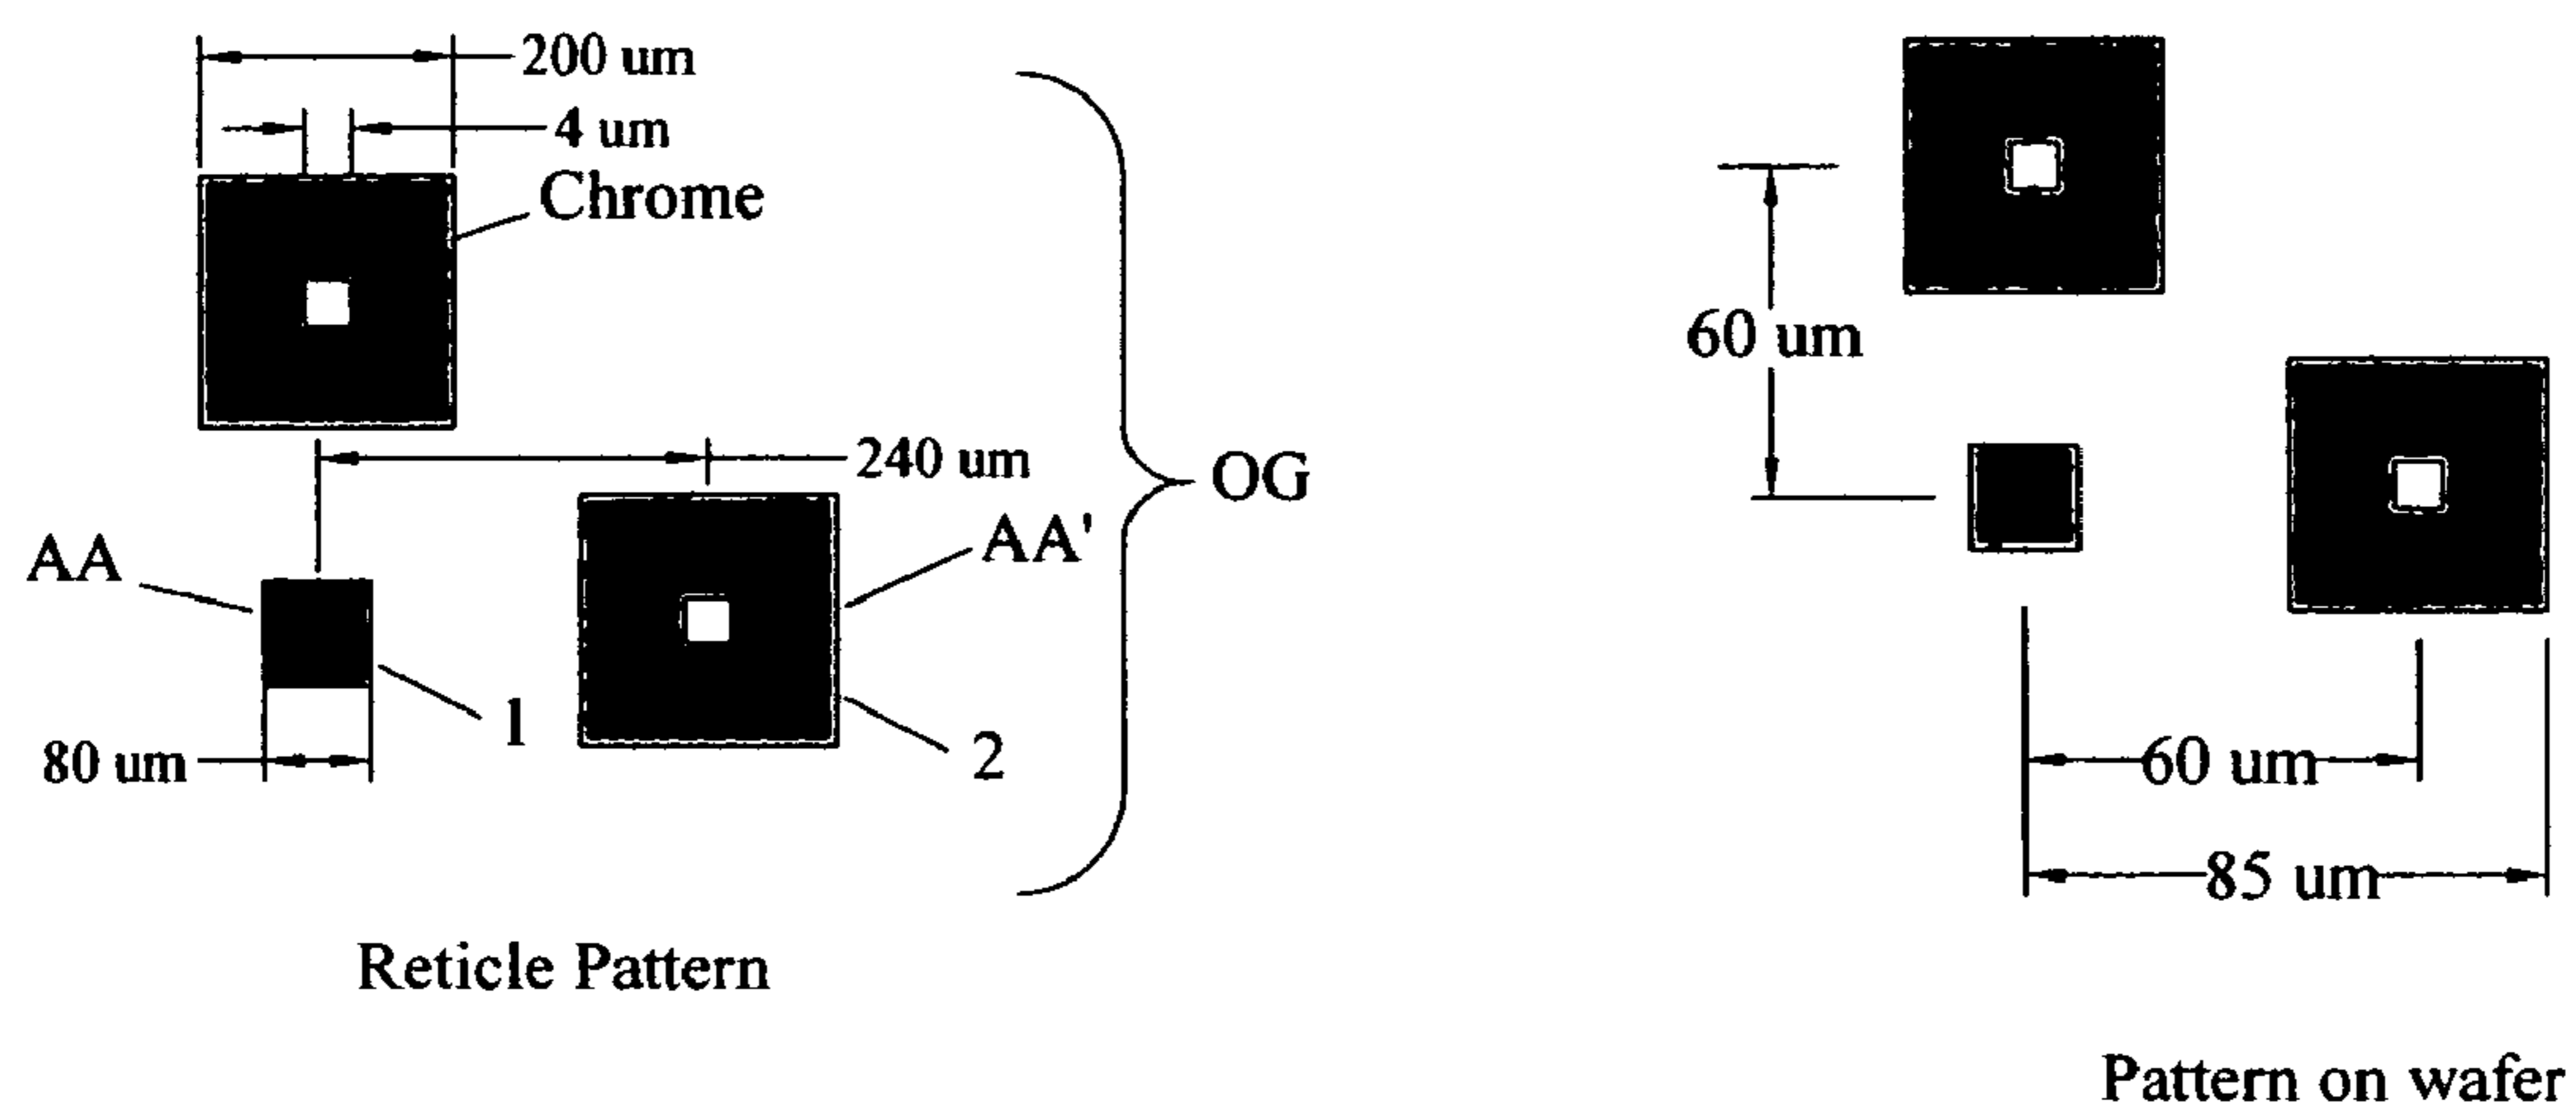 200 um
4 um
Chrome
240 um
OG
AA
AA'
1
2
80 um
Reticle Pattern
60 um
60 um
85 um
Pattern on wafer